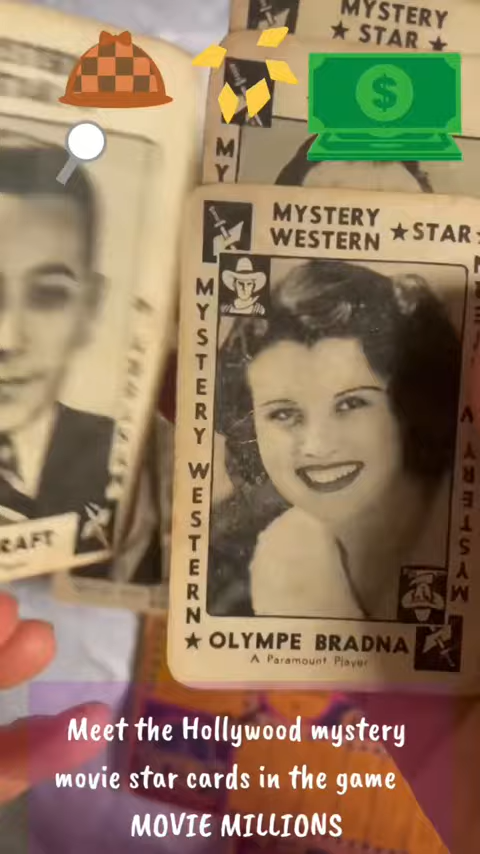 MYSTERY
★ STAR ★
MY
MYSTERY
WESTERN ★STAR
MYSTERY WESTERN
MYSTERY
★ OLYMPE BRADNA
A Paramount Player
RAFT
$
Meet the Hollywood mystery
movie star cards in the game
MOVIE MILLIONS